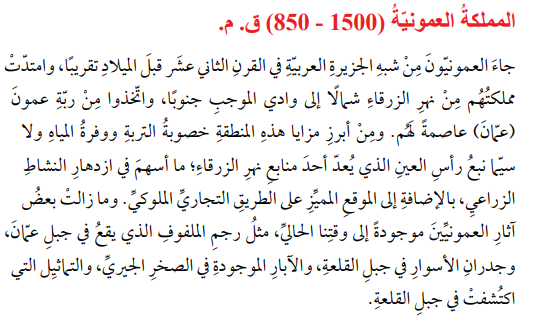 المملكةُ العمونيّةُ (1500 - 850) ق. م.
جاءَ العمونيّونَ مِنْ شبهِ الجزيرةِ العربيّةِ في القرنِ الثاني عشَر قبلَ الميلادِ تقريبًا، وامتدّتْ
مملكتُهُم مِنْ نهرِ الزرقاءِ شمالًا إلى وادي الموجبِ جنوبًا، واتّخذوا مِنْ ربّةِ عمونَ
(عمّانَ) عاصمةً لهُم. ومِنْ أبرزِ مزايا هذهِ المنطقةِ خصوبةُ التربةِ ووفرةُ المياهِ ولا
سيما نبعُ رأسِ العينِ الذي يُعدّ أحدَ منابعِ نهرِ الزرقاءِ؛ ما أسهمَ في ازدهارِ النشاطِ
الزراعيِ، بالإضافةِ إلى الموقعِ المميّزِ على الطريقِ التجاريِّ الملوكيِّ. وما زالتْ بعضُ
آثارِ العمونيِّينَ موجودةً إلى وقتِنا الحاليِّ، مثلُ رجمِ الملفوفِ الذي يقعُ في جبلِ عمّانَ،
وجدرانِ الأسوارِ في جبلِ القلعةِ، والآبارِ الموجودةِ في الصخرِ الجيريِّ، والتماثيلِ التي
اكتُشفتْ في جبلِ القلعةِ.